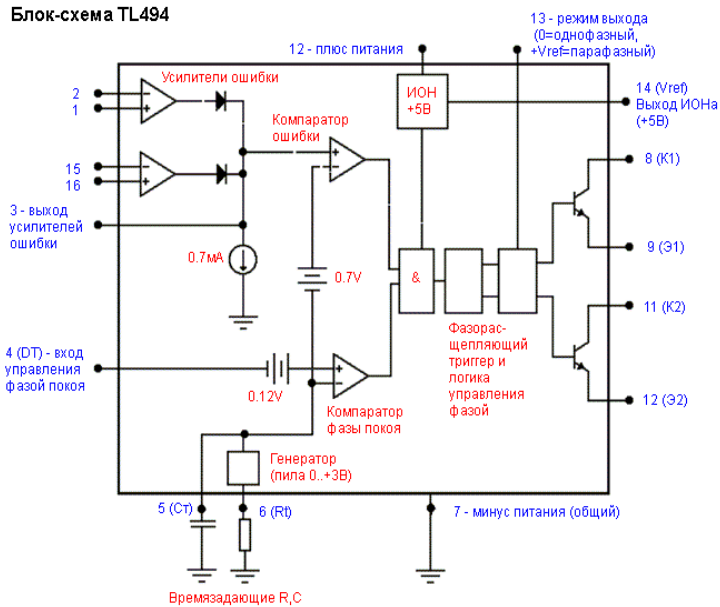 Блок-схема TL494
13 - режим выхода
(0=однофазный,
+Vref=парафазный)
12 - плюс питания
Усилители ошибки
2
1
ИОН
+5В
14 (Vref)
Выход ИОНа
(+5В)
Компаратор
ошибки
8 (К1)
15
16
3 - выход
усилителей
ошибки
9 (Э1)
0.7мА
0.7V
&
11 (К2)
Фазорас-
щепляющий
триггер и
логика
управления
фазой
4 (DT) - вход
управления
фазой покоя
0.12V
12 (Э2)
Компаратор
фазы покоя
Генератор
(пила 0..+3В)
5 (Ст)
6 (Rt)
7 - минус питания (общий)
Времязадающие R,C